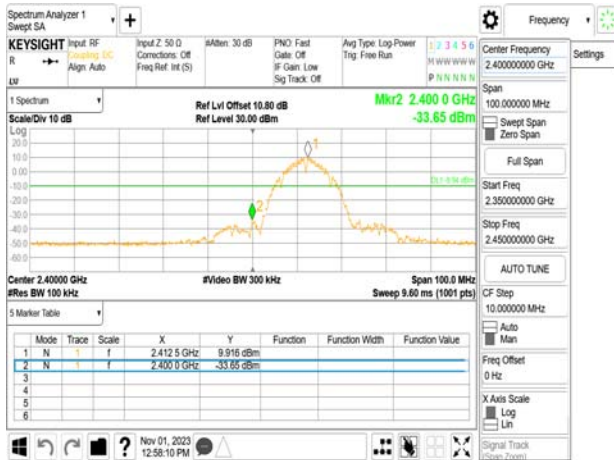 Spectrum Analyzer 1
Swept SA
Frequency
KEYSIGHT Input: RF Input Z: 50 Ω #Atten: 30 dB PNO: Fast Avg Type: Log-Power 1 2 3 4 5 6
R Coupling: DC Corrections: Off Gate: Off Trig: Free Run M W W W W W
Align: Auto Freq Ref: Int (S) IF Gain: Low
Sig Track: Off P N N N N N
LXI
1 Spectrum
Ref Lvl Offset 10.80 dB Mkr2 2.400 0 GHz
Scale/Div 10 dB Ref Level 30.00 dBm -33.65 dBm
Log
20.0
10.0
0.00
-10.0
-20.0
-30.0
-40.0
-50.0
-60.0
1
2
Center 2.40000 GHz #Video BW 300 kHz Span 100.0 MHz
#Res BW 100 kHz Sweep 9.60 ms (1001 pts)
5 Marker Table
Mode Trace Scale X Y Function Function Width Function Value
1 N 1 f 2.412 5 GHz 9.916 dBm
2 N 1 f 2.400 0 GHz -33.65 dBm
3
4
5
6
Nov 01, 2023
12:58:10 PM
Center Frequency
2.400000000 GHz
Settings
Span
100.000000 MHz
Swept Span
Zero Span
Full Span
Start Freq
2.350000000 GHz
Stop Freq
2.450000000 GHz
AUTO TUNE
CF Step
10.000000 MHz
Auto
Man
Freq Offset
0 Hz
X Axis Scale
Log
Lin
Signal Track
(Span Zoom)